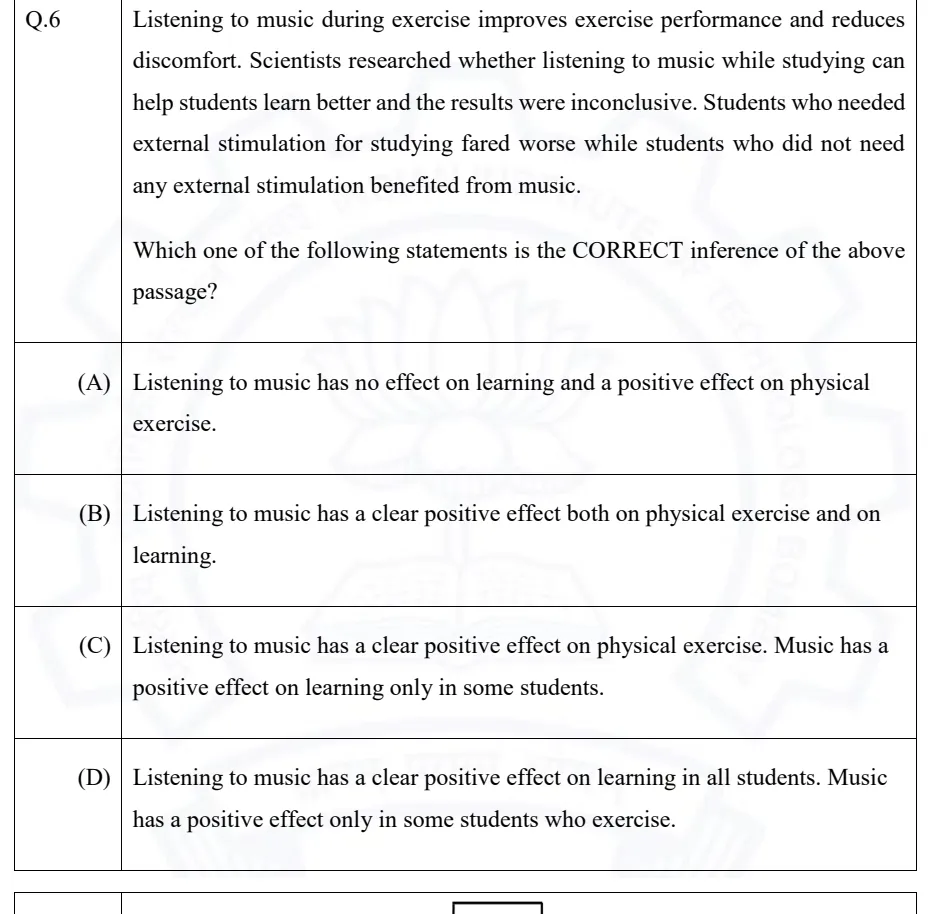 Q.6
Listening to music during exercise improves exercise performance and reduces
discomfort. Scientists researched whether listening to music while studying can
help students learn better and the results were inconclusive. Students who needed
external stimulation for studying fared worse while students who did not need
any external stimulation benefited from music.
Which one of the following statements is the CORRECT inference of the above
passage?
(A) Listening to music has no effect on learning and a positive effect on physical
exercise.
(B) Listening to music has a clear positive effect both on physical exercise and on
learning.
(C) Listening to music has a clear positive effect on physical exercise. Music has a
positive effect on learning only in some students.
(D) Listening to music has a clear positive effect on learning in all students. Music
has a positive effect only in some students who exercise.